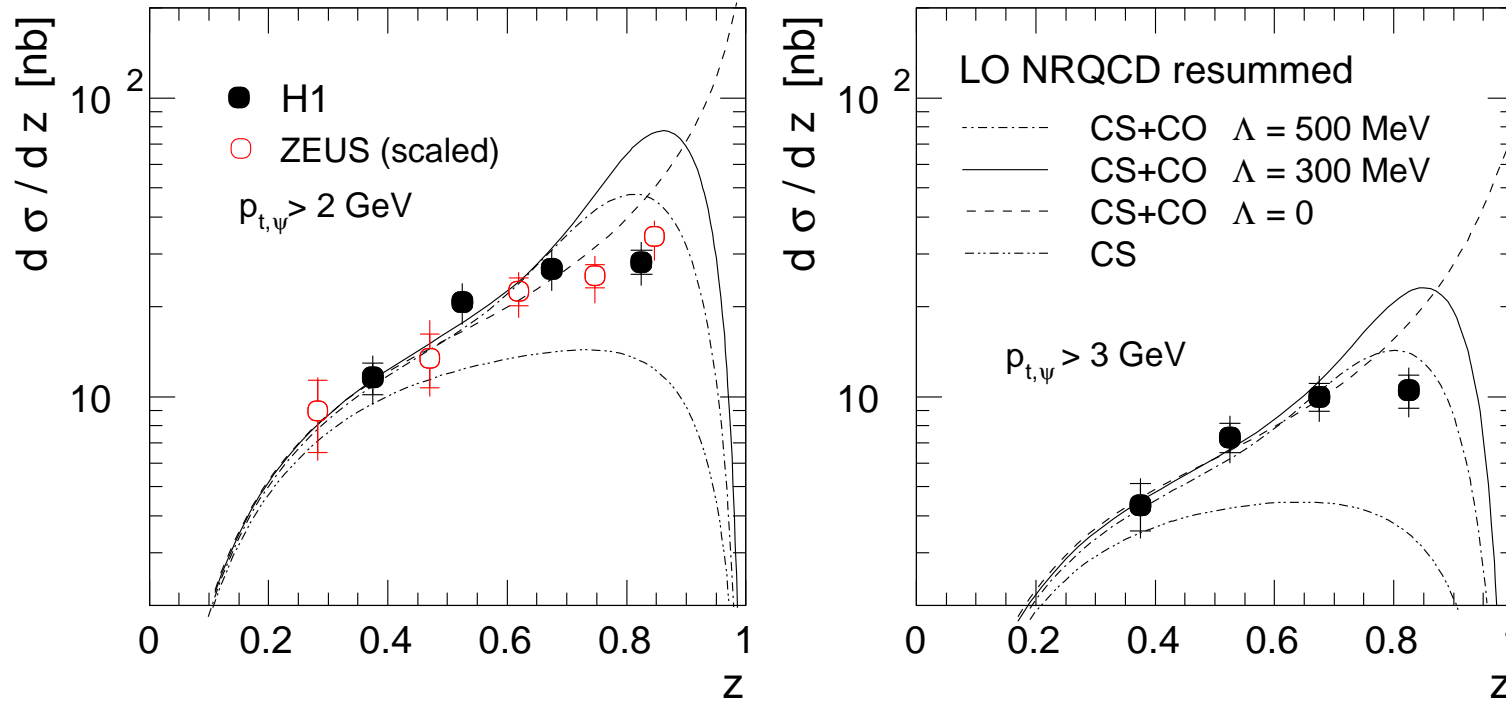 d σ / d z [nb]
10 2
10
H1
ZEUS (scaled)
p t,ψ > 2 GeV
0 0.2 0.4 0.6 0.8 1
z
d σ / d z [nb]
10 2
10
LO NRQCD resummed
CS+CO Λ = 500 MeV
CS+CO Λ = 300 MeV
CS+CO Λ = 0
CS
p t,ψ > 3 GeV
0 0.2 0.4 0.6 0.8 1
z